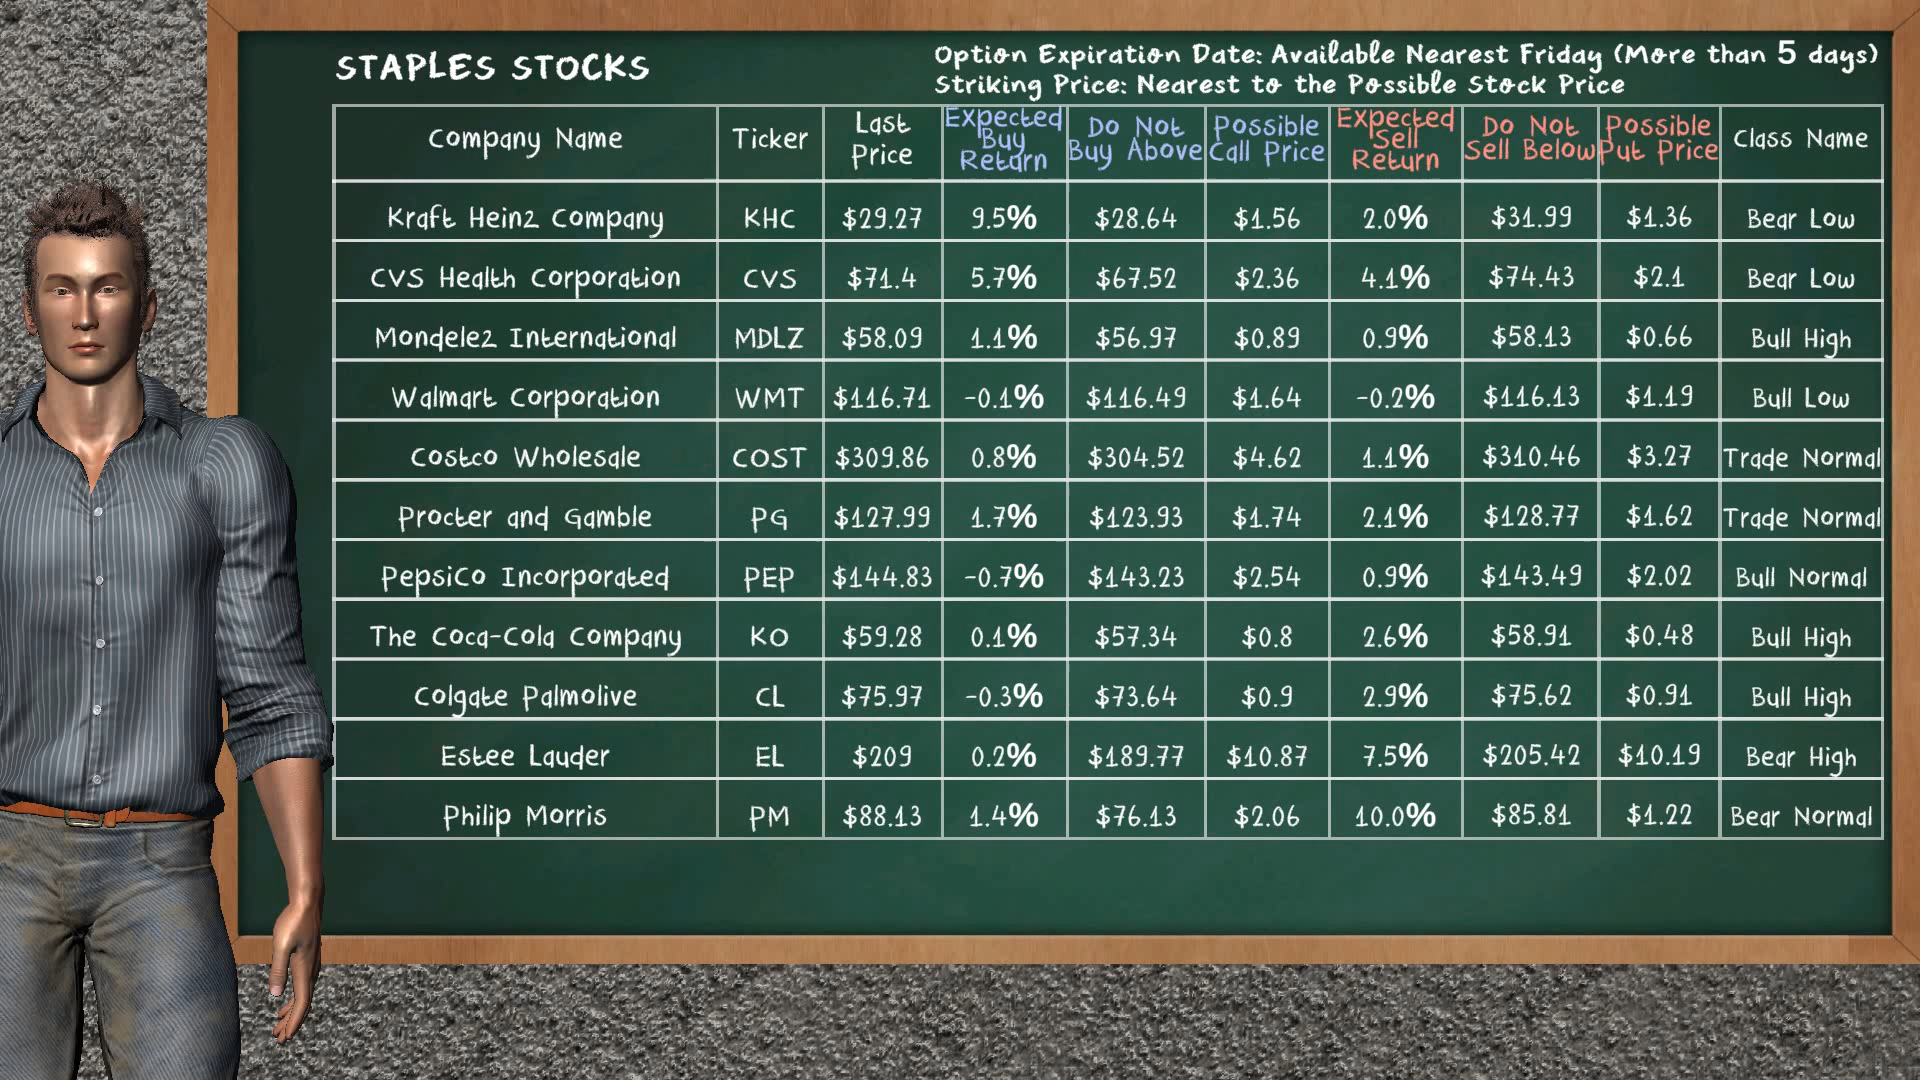 STAPLES STOCKS
Option Expiration Date: Available Nearest Friday (More than 5 days)
Striking Price: Nearest to the Possible Stock Price
Company Name Ticker Last Price Expected Buy Return Do Not Buy Above Possible Call Price Expected Sell Return Do Not Sell Below Possible Put Price Class Name
Kraft Heinz Company KHC $29.27 9.5% $28.64 $1.56 2.0% $31.99 $1.36 Bear Low
CVS Health Corporation CVS $71.4 5.7% $67.52 $2.36 4.1% $74.43 $2.1 Bear Low
Mondelez International MDLZ $58.09 1.1% $56.97 $0.89 0.9% $58.13 $0.66 Bull High
Walmart Corporation WMT $116.71 -0.1% $116.49 $1.64 -0.2% $116.13 $1.19 Bull Low
Costco Wholesale COST $309.86 0.8% $304.52 $4.62 1.1% $310.46 $3.27 Trade Normal
Procter and Gamble PG $127.99 1.7% $123.93 $1.74 2.1% $128.77 $1.62 Trade Normal
PepsiCo Incorporated PEP $144.83 -0.7% $143.23 $2.54 0.9% $143.49 $2.02 Bull Normal
The Coca-Cola Company KO $59.28 0.1% $57.34 $0.8 2.6% $58.91 $0.48 Bull High
Colgate Palmolive CL $75.97 -0.3% $73.64 $0.9 2.9% $75.62 $0.91 Bull High
Estee Lauder EL $209 0.2% $189.77 $10.87 7.5% $205.42 $10.19 Bear High
Philip Morris PM $88.13 1.4% $76.13 $2.06 10.0% $85.81 $1.22 Bear Normal